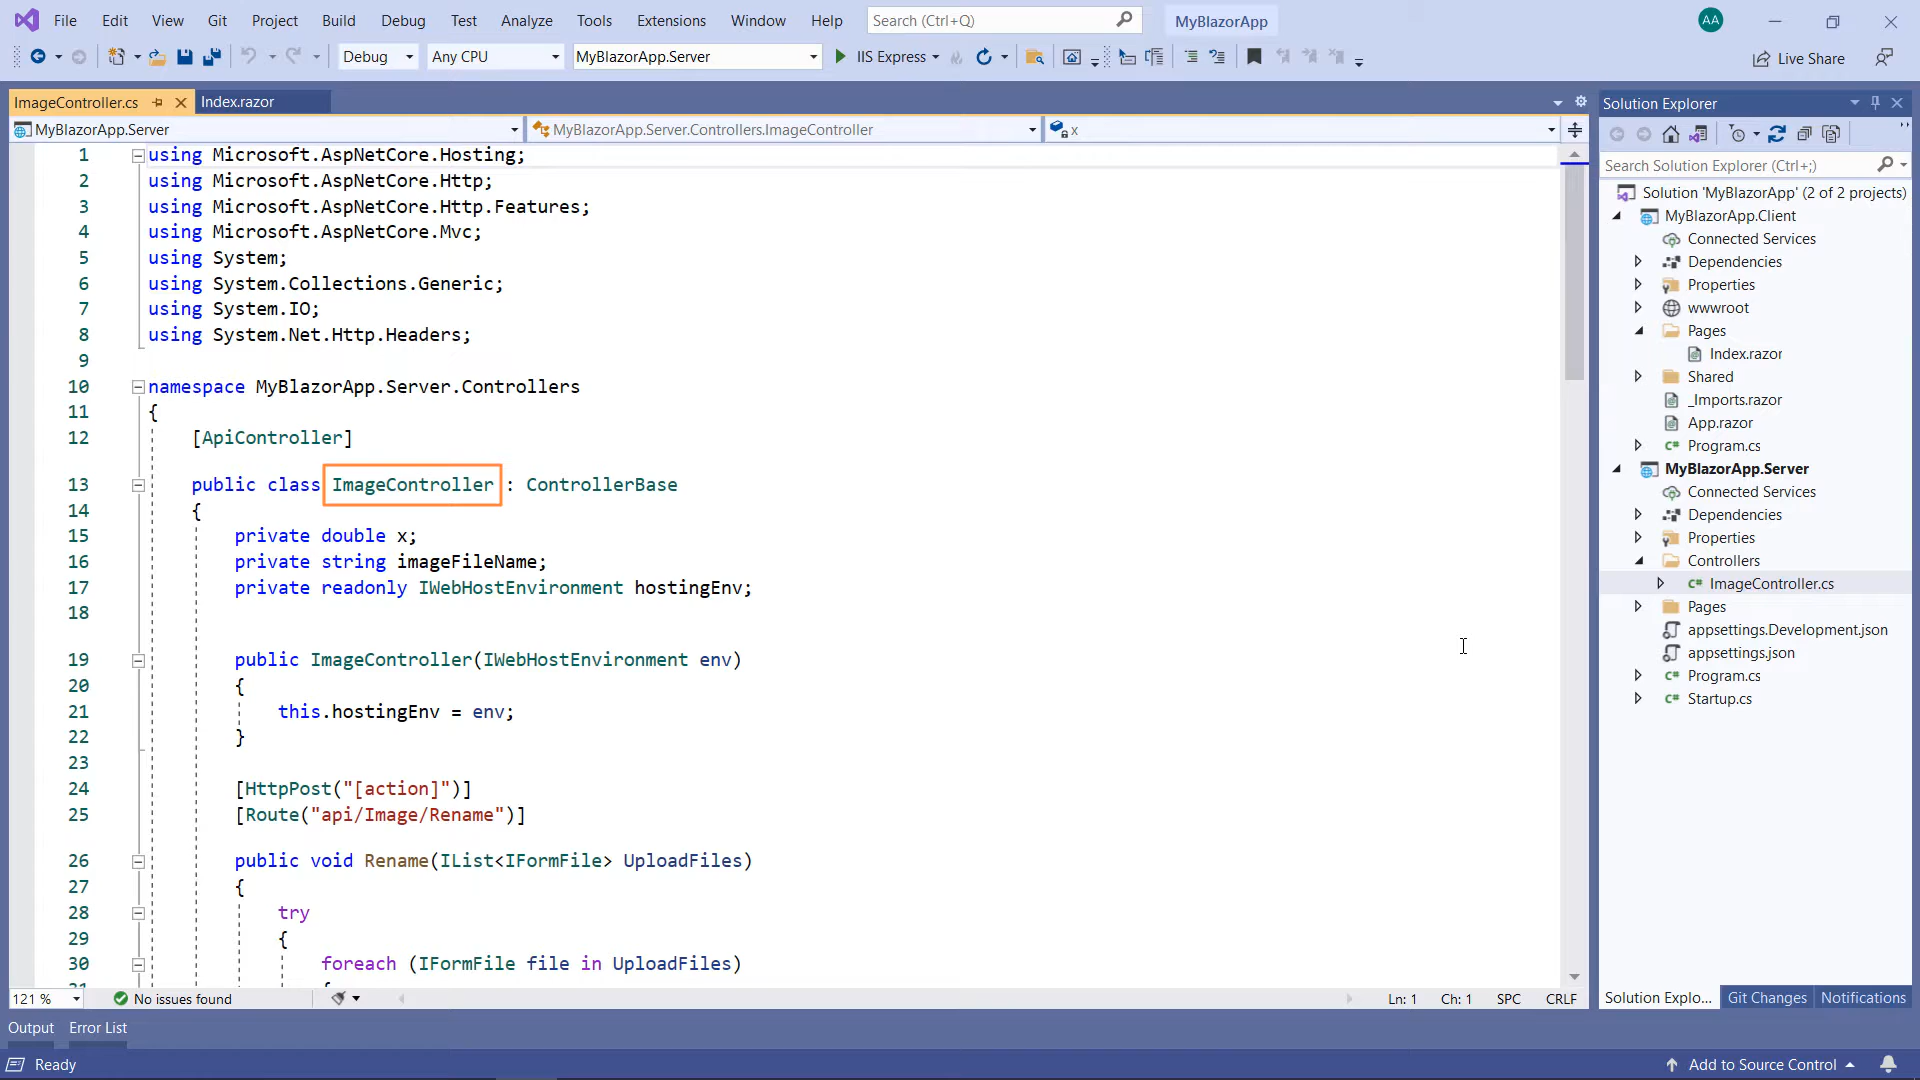 File Edit View Git Project Build Debug Test Analyze Tools Extensions Window Help Search (Ctrl+Q) MyBlazorApp AA
Debug Any CPU MyBlazorApp.Server IIS Express Live Share
ImageController.cs Index.razor
MyBlazorApp.Server MyBlazorApp.Server.Controllers.ImageController x
1 using Microsoft.AspNetCore.Hosting;
2 using Microsoft.AspNetCore.Http;
3 using Microsoft.AspNetCore.Http.Features;
4 using Microsoft.AspNetCore.Mvc;
5 using System;
6 using System.Collections.Generic;
7 using System.IO;
8 using System.Net.Http.Headers;
9
10 namespace MyBlazorApp.Server.Controllers
11 {
12 [ApiController]
13 public class ImageController : ControllerBase
14 {
15 private double x;
16 private string imageFileName;
17 private readonly IWebHostEnvironment hostingEnv;
18
19 public ImageController(IWebHostEnvironment env)
20 {
21 this.hostingEnv = env;
22 }
23
24 [HttpPost("[action]")]
25 [Route("api/Image/Rename")]
26 public void Rename(IList<IFormFile> UploadFiles)
27 {
28 try
29 {
30 foreach (IFormFile file in UploadFiles)
31 {
121 % No issues found Ln: 1 Ch: 1 SPC CRLF
Solution Explorer
Search Solution Explorer (Ctrl+;)
Solution 'MyBlazorApp' (2 of 2 projects)
MyBlazorApp.Client
Connected Services
Dependencies
Properties
wwwroot
Pages
Index.razor
Shared
_Imports.razor
App.razor
C# Program.cs
MyBlazorApp.Server
Connected Services
Dependencies
Properties
Controllers
C# ImageController.cs
Pages
appsettings.Development.json
appsettings.json
C# Program.cs
C# Startup.cs
Solution Explo... Git Changes Notifications
Output Error List
Ready Add to Source Control